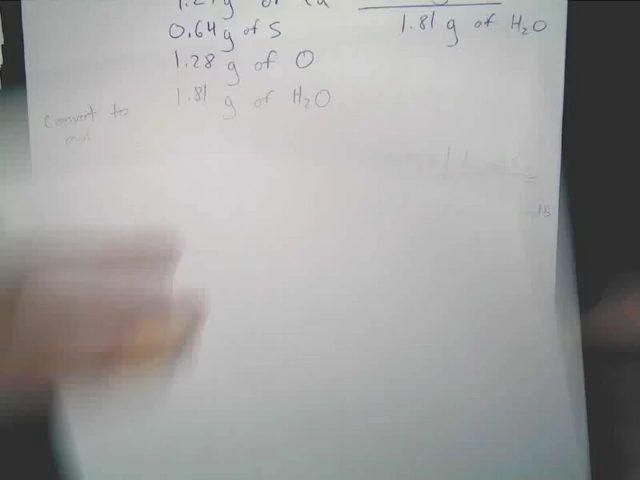 1.81 g of H₂O
0.64 g of S
1.28 g of O
1.81 g of H₂O
Convert to